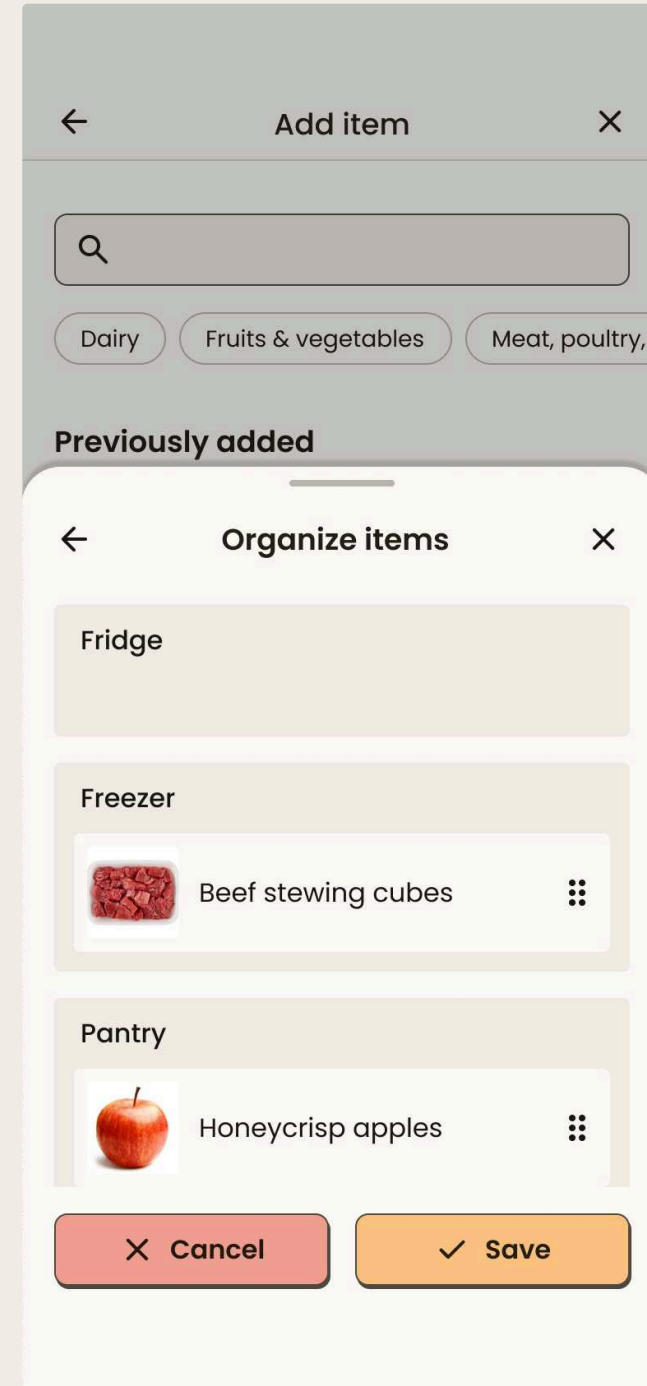 Add item
Dairy
Fruits & vegetables
Meat, poultry,
Previously added
Organize items
Fridge
Freezer
Beef stewing cubes
Pantry
Honeycrisp apples
Cancel
Save